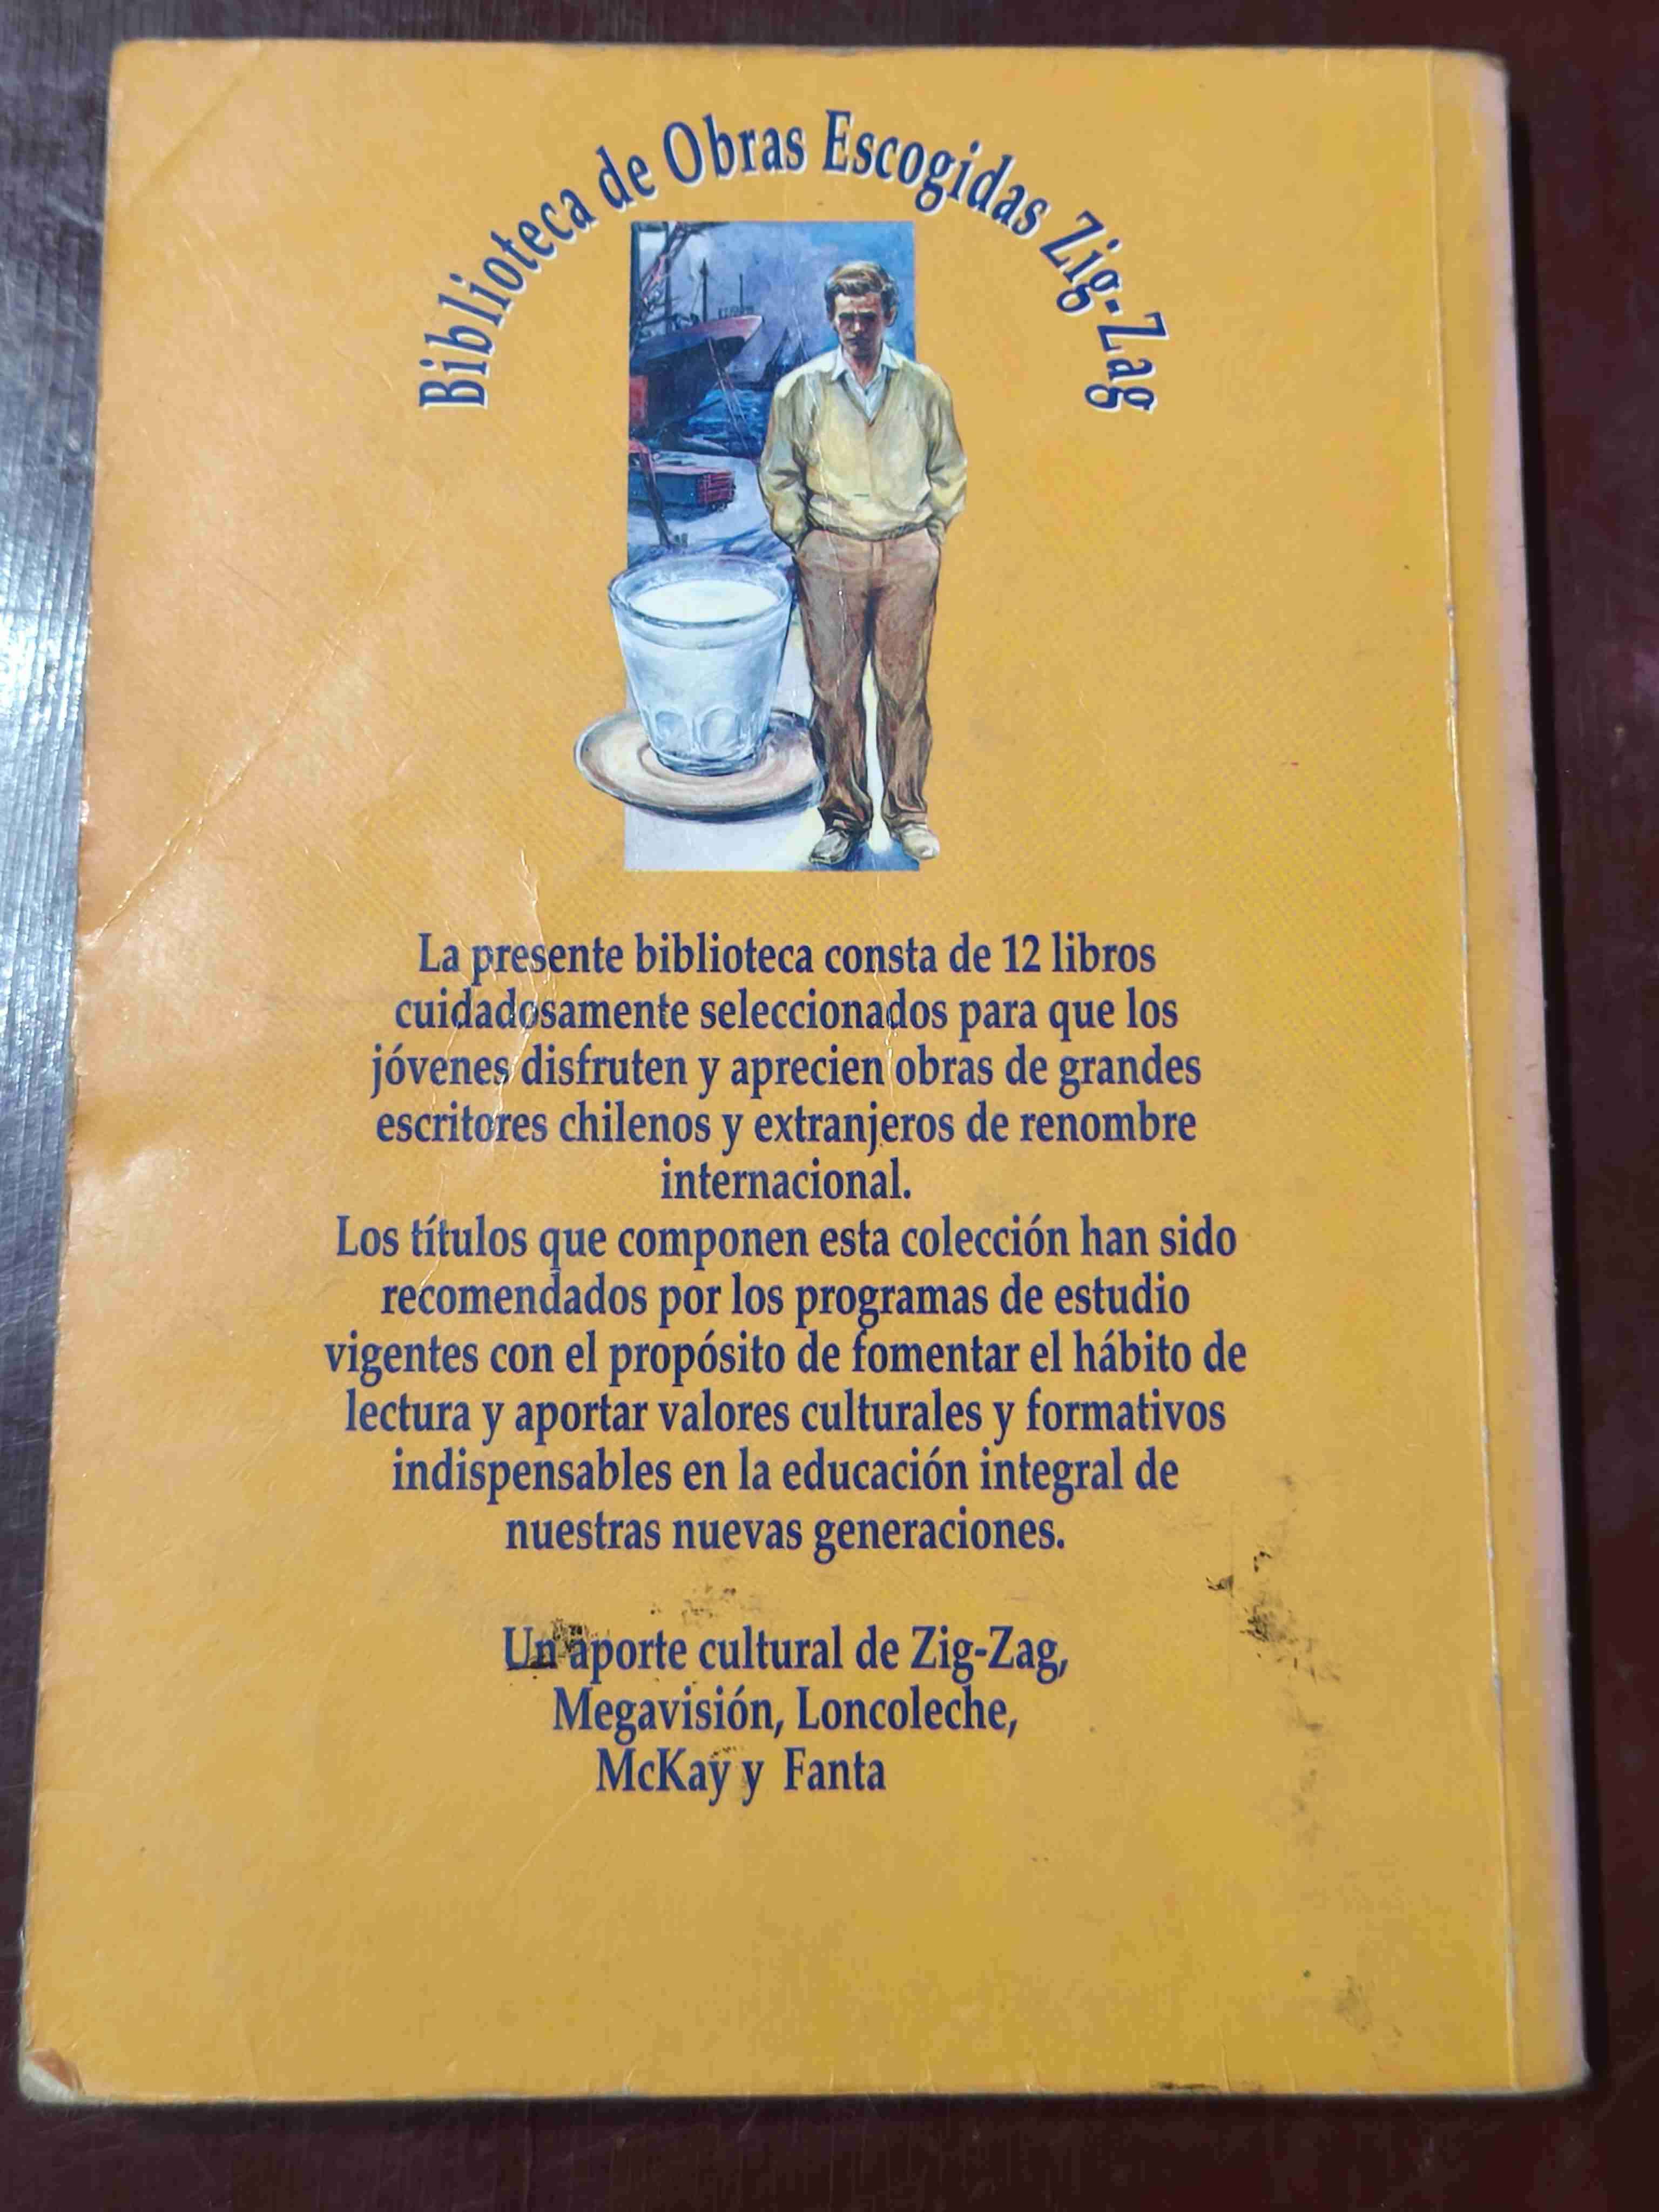 Biblioteca de Obras Escogidas Zig-Zag
La presente biblioteca consta de 12 libros
cuidadosamente seleccionados para que los
jóvenes disfruten y aprecien obras de grandes
escritores chilenos y extranjeros de renombre
internacional.
Los títulos que componen esta colección han sido
recomendados por los programas de estudio
vigentes con el propósito de fomentar el hábito de
lectura y aportar valores culturales y formativos
indispensables en la educación integral de
nuestras nuevas generaciones.
Un aporte cultural de Zig-Zag,
Megavisión, Loncoleche,
McKay y Fanta